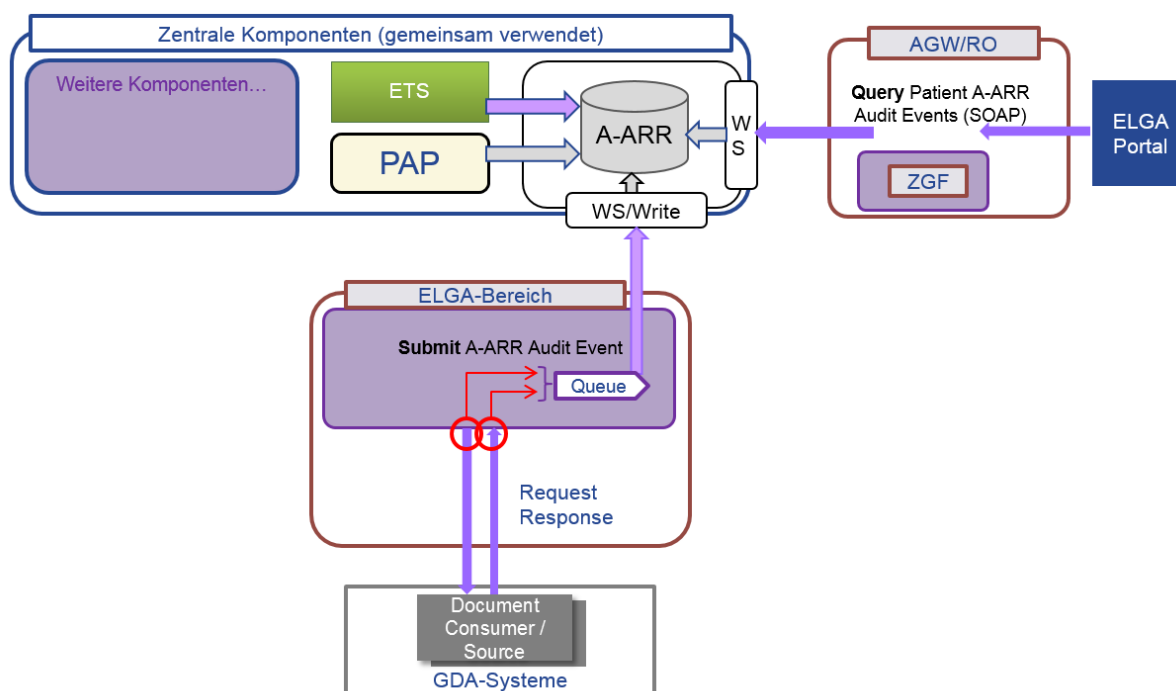 Zentrale Komponenten (gemeinsam verwendet)
Weitere Komponenten…
ETS
PAP
A-ARR
W
S
WS/Write
AGW/RO
Query Patient A-ARR
Audit Events (SOAP)
ZGF
ELGA
Portal
ELGA-Bereich
Submit A-ARR Audit Event
Queue
Request
Response
Document
Consumer /
Source
GDA-Systeme